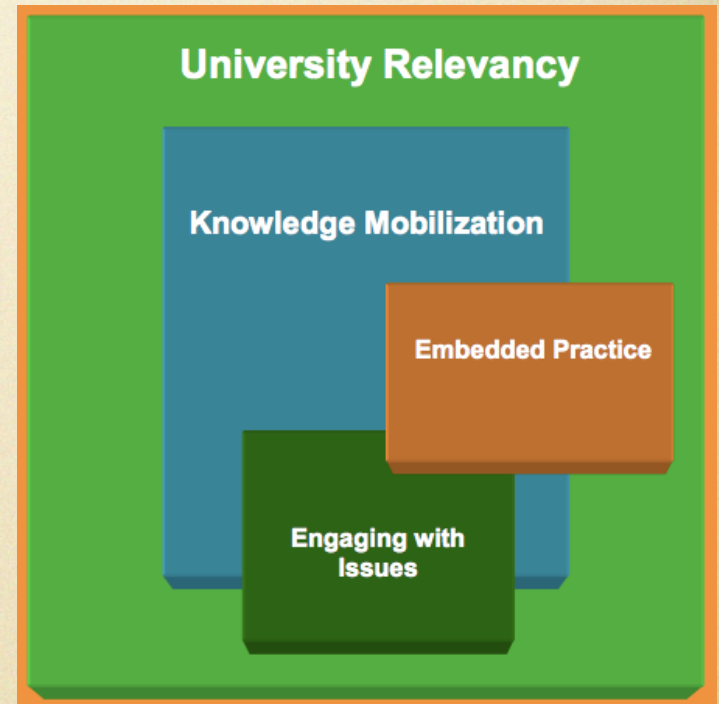 University Relevancy
Knowledge Mobilization
Embedded Practice
Engaging with
Issues